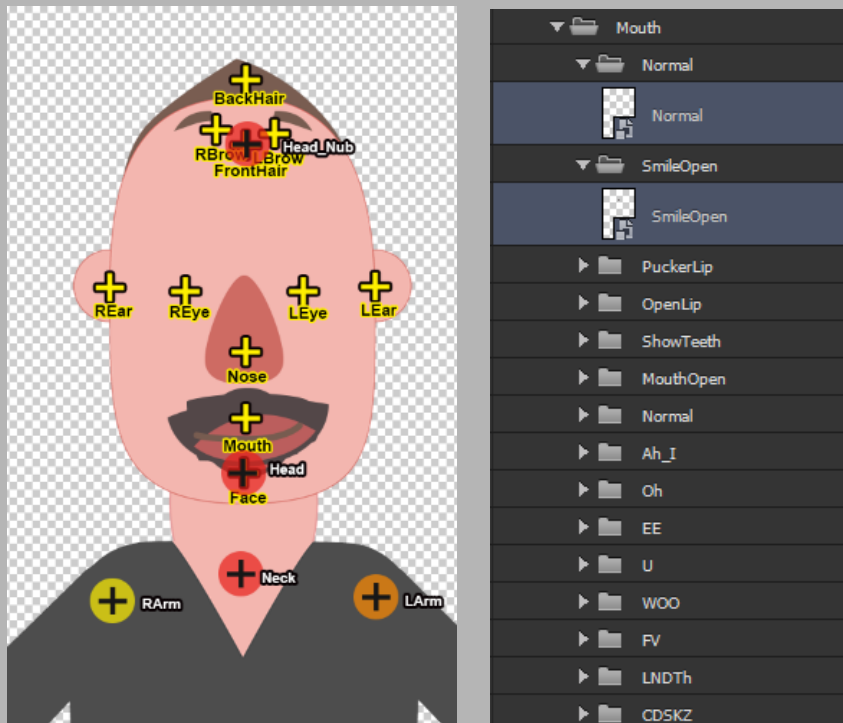 BackHair
RBrow
LBrow
Head_Nub
FrontHair
REar
REye
LEye
LEar
Nose
Mouth
Head
Face
Neck
RArm
LArm
Mouth
Normal
Normal
SmileOpen
SmileOpen
PuckerLip
OpenLip
ShowTeeth
MouthOpen
Normal
Ah_I
Oh
EE
U
WOO
FV
LNDTh
CDSKZ